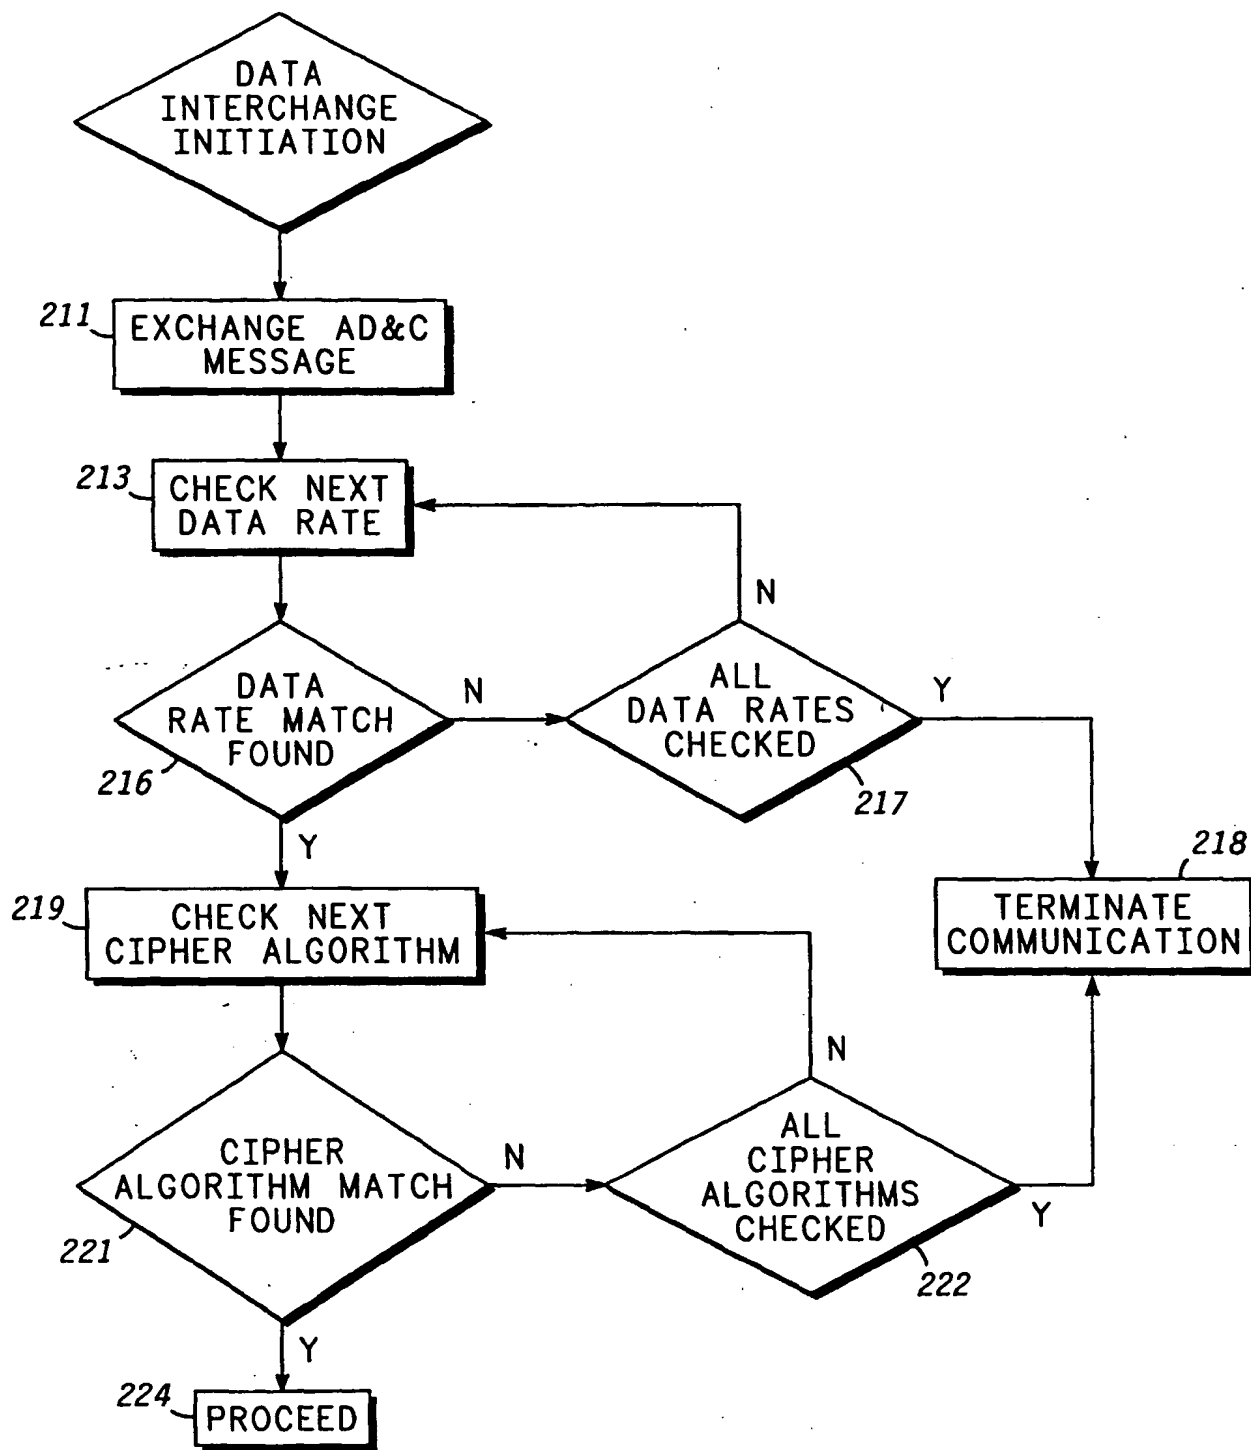 DATA
INTERCHANGE
INITIATION
211
EXCHANGE AD&C
MESSAGE
213
CHECK NEXT
DATA RATE
N
DATA
RATE MATCH
FOUND
216
N
ALL
DATA RATES
CHECKED
217
Y
Y
218
TERMINATE
COMMUNICATION
219
CHECK NEXT
CIPHER ALGORITHM
N
CIPHER
ALGORITHM MATCH
FOUND
221
N
ALL
CIPHER
ALGORITHMS
CHECKED
222
Y
Y
224
PROCEED